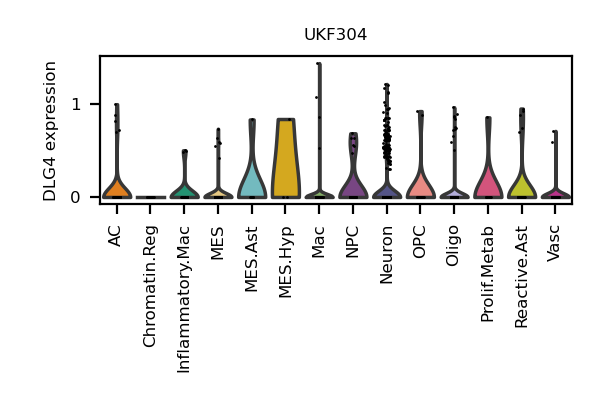 UKF304
DLG4 expression
1
0
AC
Chromatin.Reg
Inflammatory.Mac
MES
MES.Ast
MES.Hyp
Mac
NPC
Neuron
OPC
Oligo
Prolif.Metab
Reactive.Ast
Vasc